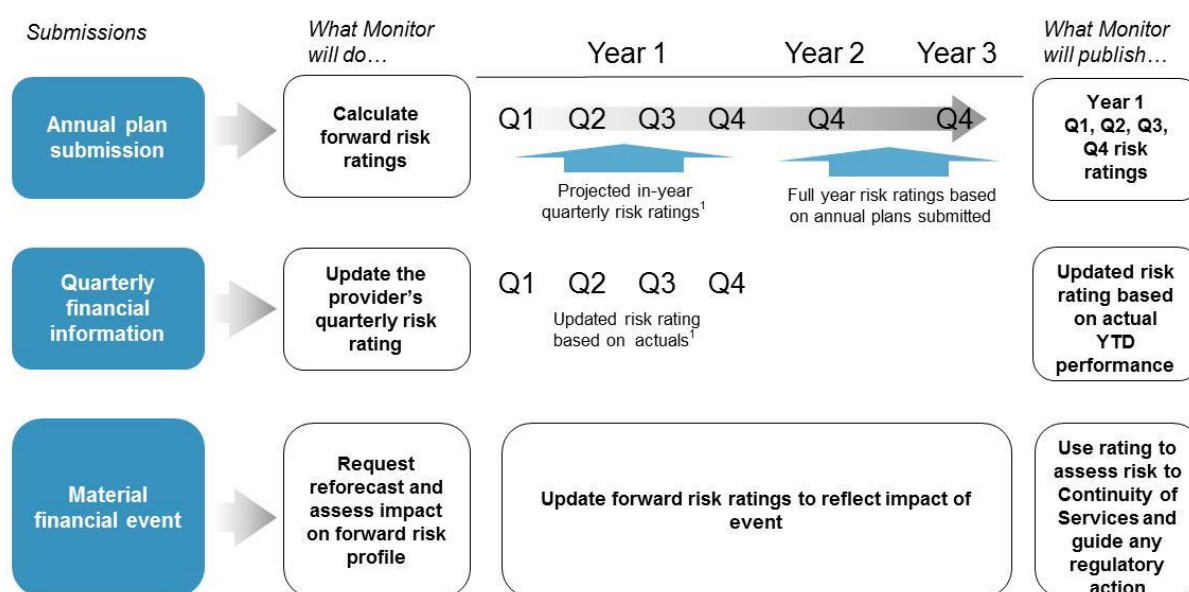 Submissions
What Monitor
will do…
Year 1
Year 2
Year 3
What Monitor
will publish…
Annual plan
submission
Calculate
forward risk
ratings
Q1 Q2 Q3 Q4 Q4 Q4
Projected in-year
quarterly risk ratings¹
Full year risk ratings based
on annual plans submitted
Year 1
Q1, Q2, Q3,
Q4 risk
ratings
Quarterly
financial
information
Update the
provider’s
quarterly risk
rating
Q1 Q2 Q3 Q4
Updated risk rating
based on actuals¹
Updated risk
rating based
on actual
YTD
performance
Material
financial event
Request
reforecast and
assess impact
on forward risk
profile
Update forward risk ratings to reflect impact of
event
Use rating to
assess risk to
Continuity of
Services and
guide any
regulatory
action